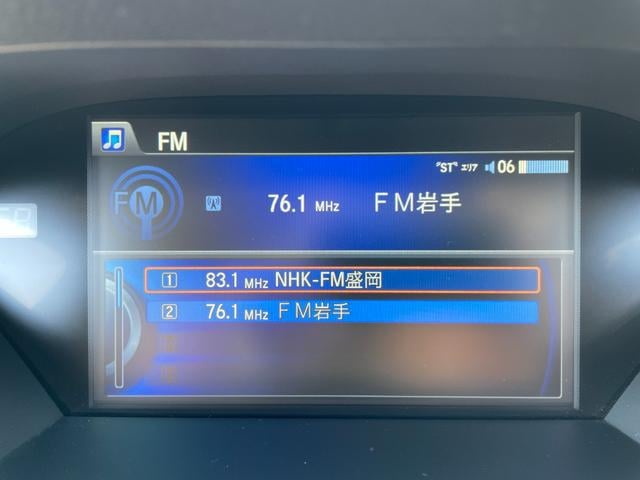 FM
"ST" エリア 06
FM 76.1 MHz FM岩手
1 83.1 MHz NHK-FM盛岡
2 76.1 MHz FM岩手